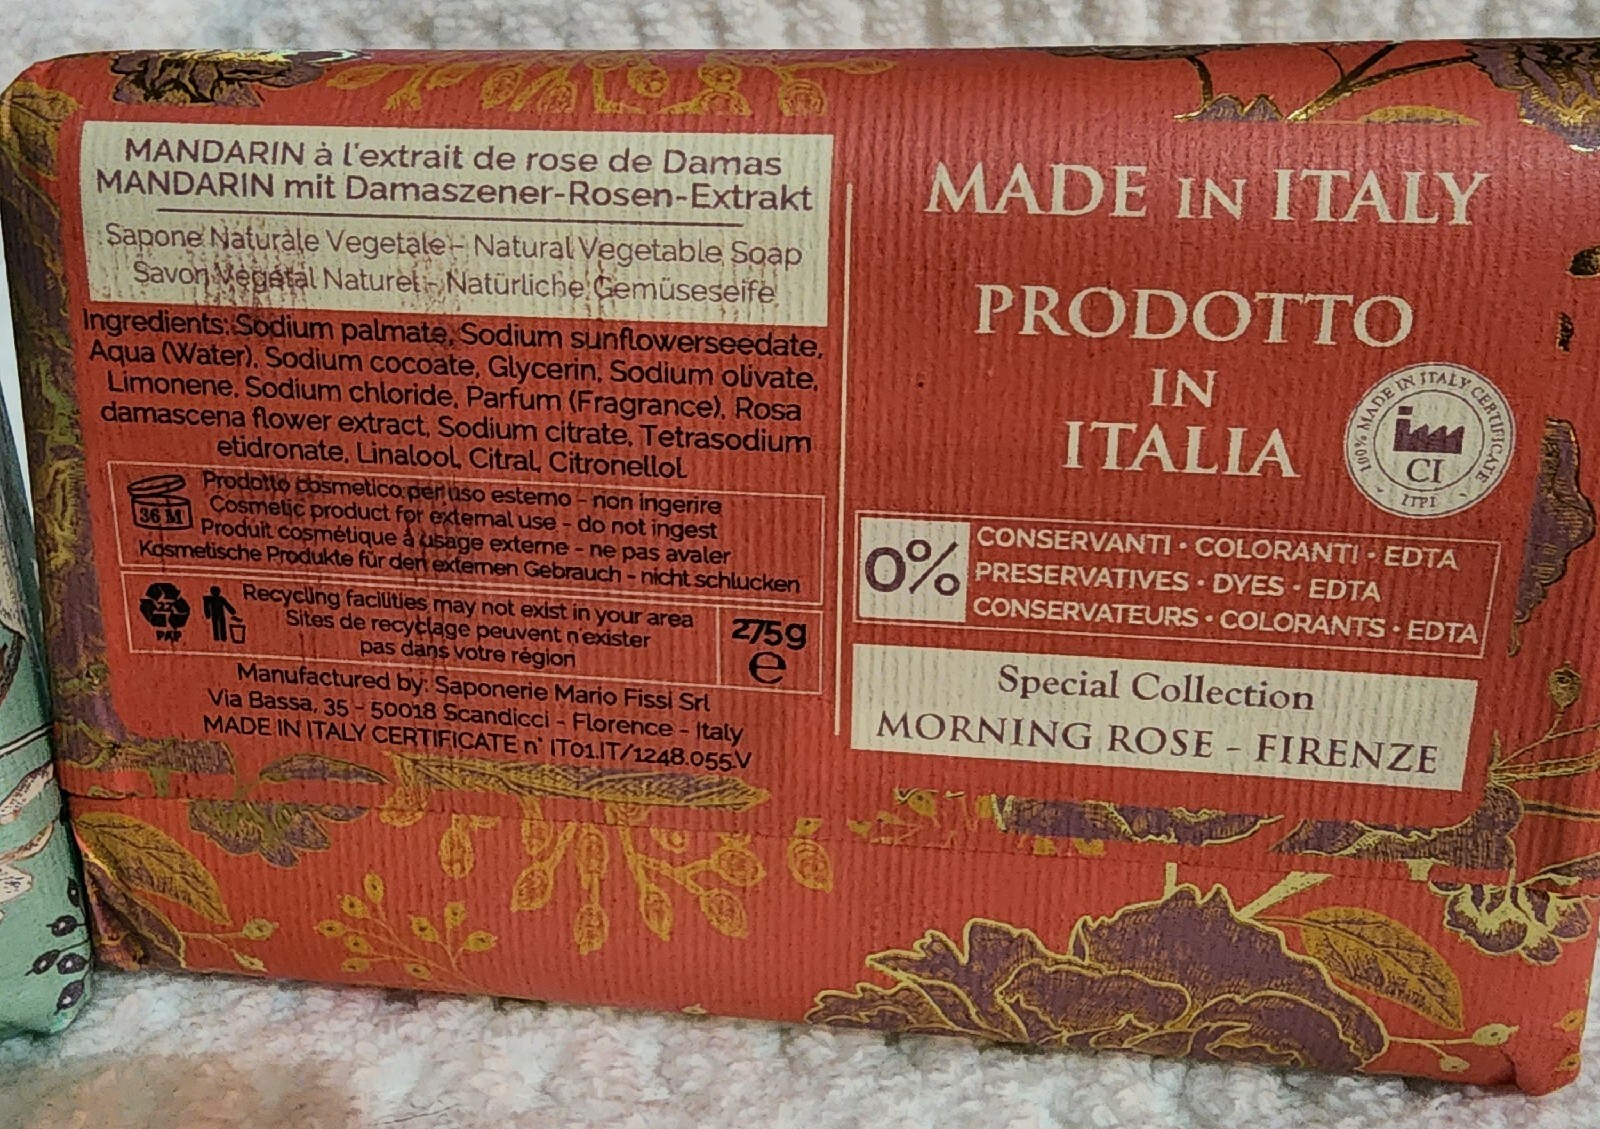 MANDARIN à l'extrait de rose de Damas
MANDARIN mit Damaszener-Rosen-Extrakt
Sapone Naturale Vegetale - Natural Vegetable Soap
Savon Végétal Naturel - Natürliche Gemüseseife
Ingredients: Sodium palmate, Sodium sunflowerseedate,
Aqua (Water), Sodium cocoate, Glycerin, Sodium olivate,
Limonene, Sodium chloride, Parfum (Fragrance), Rosa
damascena flower extract, Sodium citrate, Tetrasodium
etidronate, Linalool, Citral, Citronellol.
36 M
Prodotto cosmetico per uso esterno - non ingerire
Cosmetic product for external use - do not ingest
Produit cosmétique à usage externe - ne pas avaler
Kosmetische Produkte für den externen Gebrauch - nicht schlucken
22
PAP
Recycling facilities may not exist in your area
Sites de recyclage peuvent n'exister
pas dans votre région
275g
e
Manufactured by: Saponerie Mario Fissi Srl
Via Bassa, 35 - 50018 Scandicci - Florence - Italy
MADE IN ITALY CERTIFICATE n° IT01.IT/1248.055.V
MADE IN ITALY
PRODOTTO
IN
ITALIA
100% MADE IN ITALY CERTIFICATE
CI
ITPI
0%
CONSERVANTI • COLORANTI • EDTA
PRESERVATIVES • DYES • EDTA
CONSERVATEURS • COLORANTS • EDTA
Special Collection
MORNING ROSE - FIRENZE